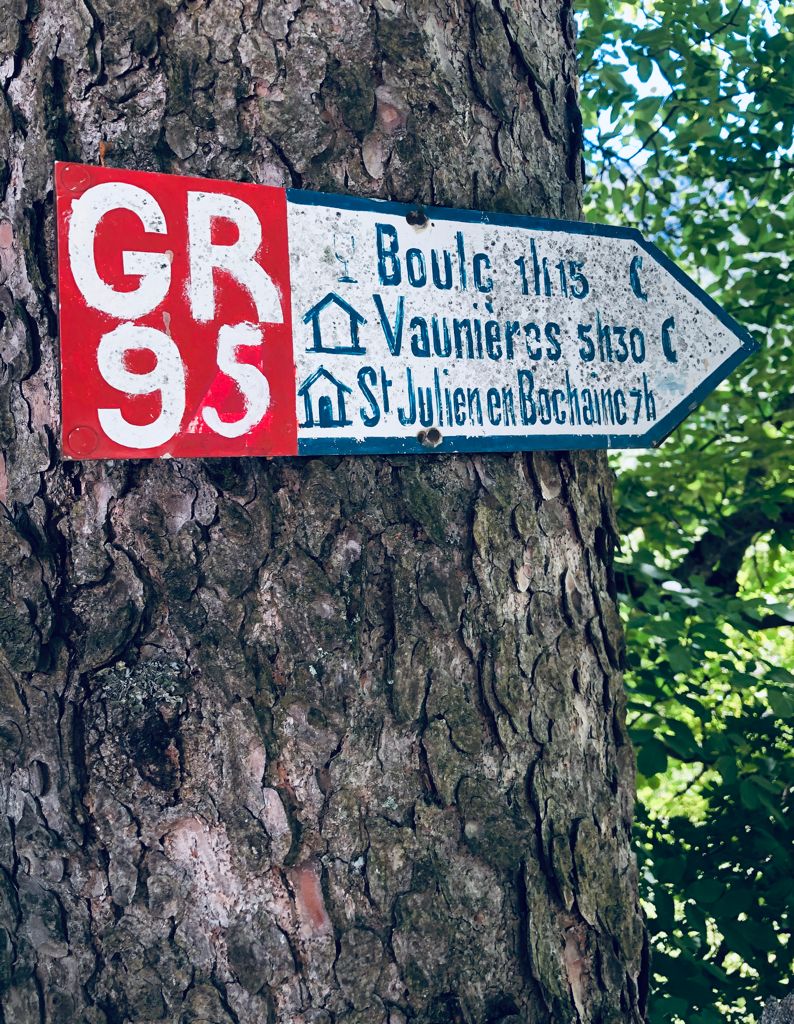 GR
95
Boulc 1h15
Vaunières 5h30
St Julien en Bochaine 7h